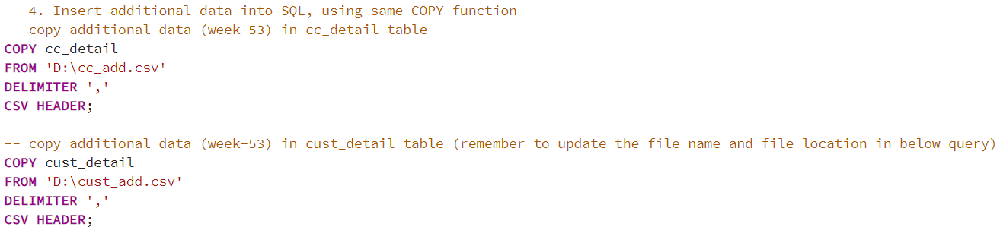 -- 4. Insert additional data into SQL, using same COPY function
-- copy additional data (week-53) in cc_detail table
COPY cc_detail
FROM 'D:\cc_add.csv'
DELIMITER ','
CSV HEADER;
-- copy additional data (week-53) in cust_detail table (remember to update the file name and file location in below query)
COPY cust_detail
FROM 'D:\cust_add.csv'
DELIMITER ','
CSV HEADER;